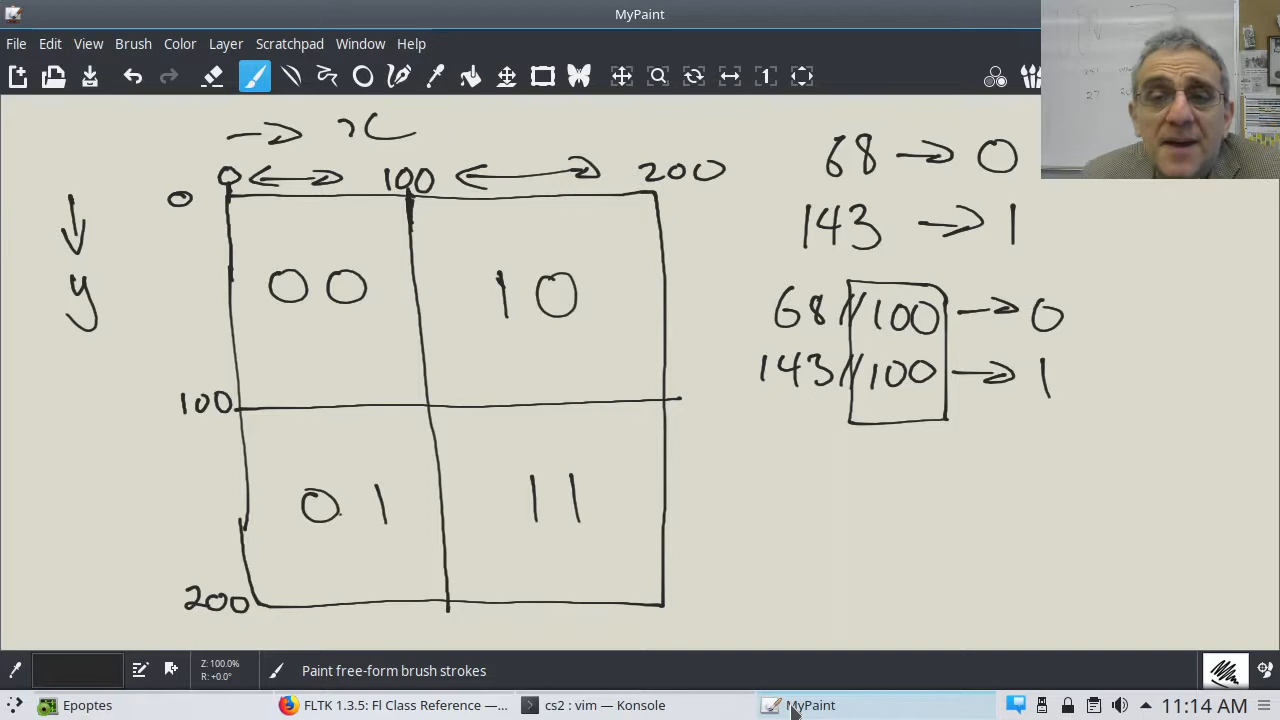 MyPaint
File Edit View Brush Color Layer Scratchpad Window Help
→ x
0 ↔ 100 ↔ 200
0
↓
y
00 10
100
01 11
200
68 → 0
143 → 1
68//100 → 0
143//100 → 1
Z: 100.0%
R: +0.0°
Paint free-form brush strokes
Epoptes
FLTK 1.3.5: Fl Class Reference —...
cs2 : vim — Konsole
MyPaint
11:14 AM